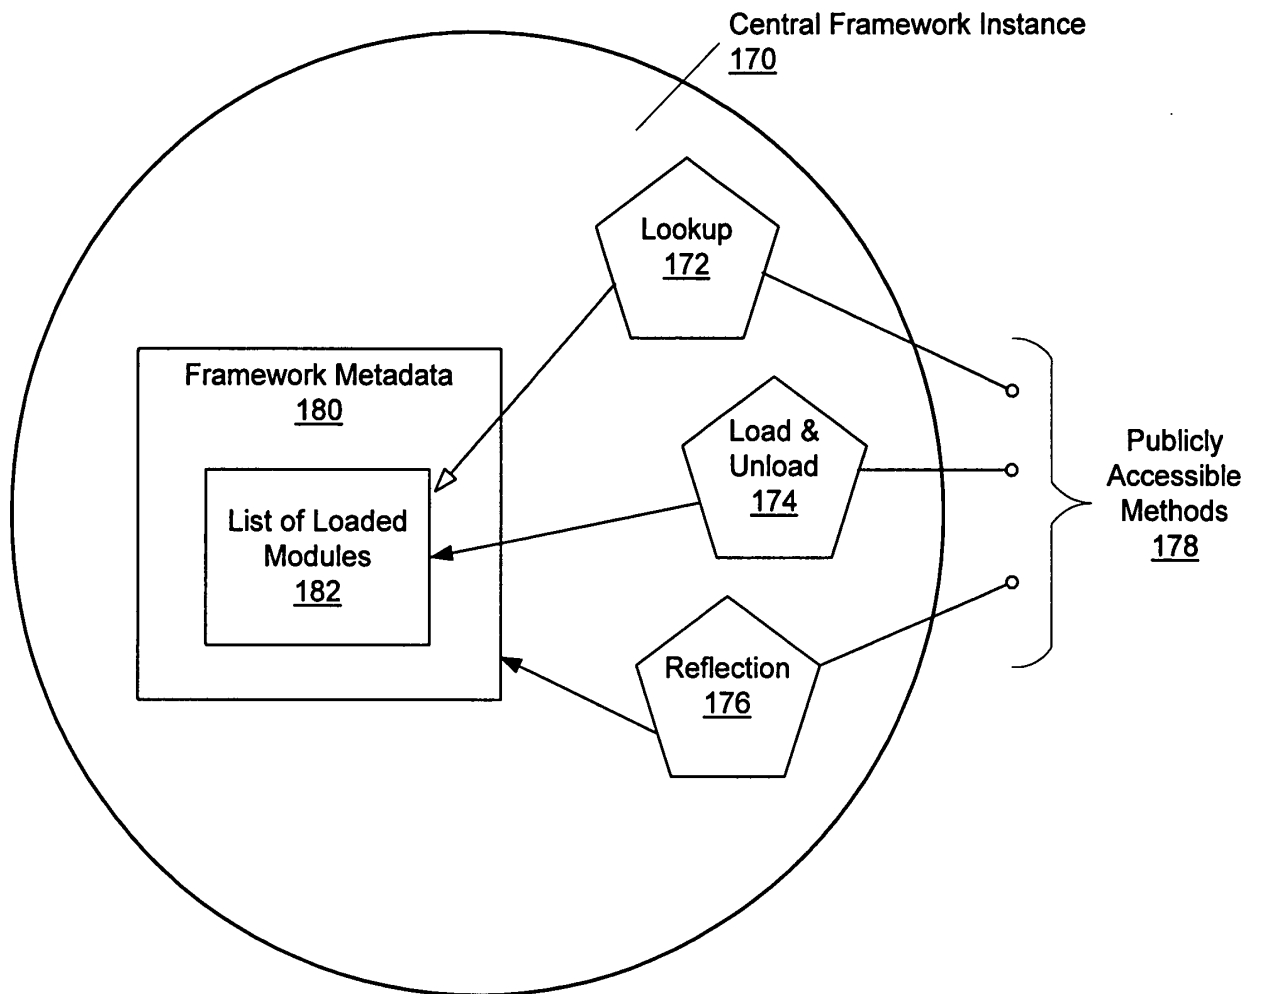 Central Framework Instance
170
Lookup
172
Framework Metadata
180
List of Loaded
Modules
182
Load &
Unload
174
Reflection
176
Publicly
Accessible
Methods
178